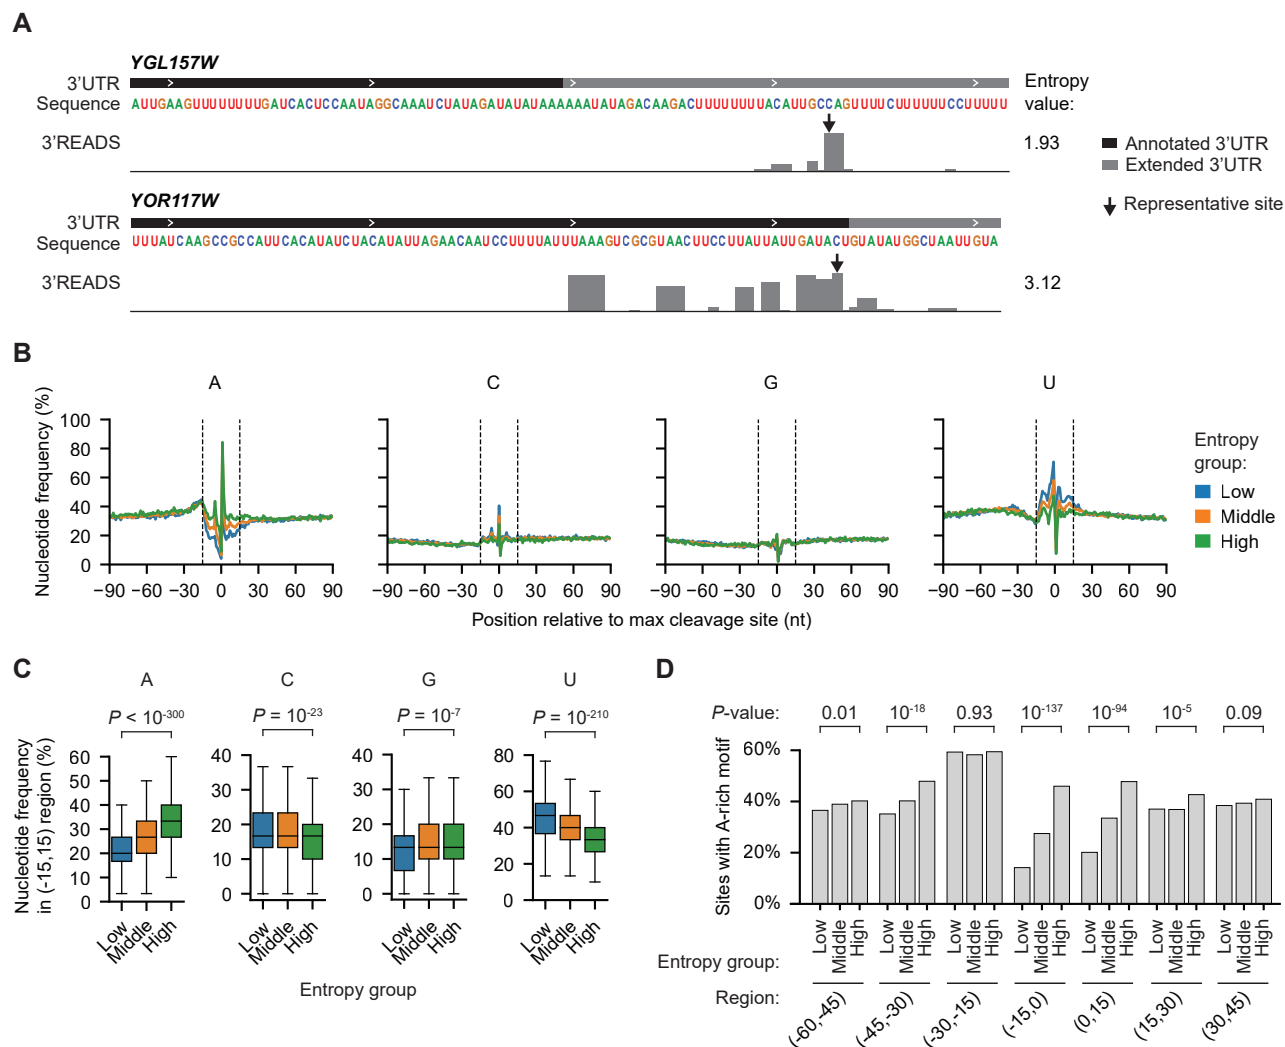 A
YGL157W
3'UTR
Sequence AUUGAAGUUUUUUUUGAUCACUCCAAUAGGCAAAUCUAUAGAUAUAUAAAAAAUAUAGACAAGACUUUUUUUUACAUUGCCAGUUUUCUUUUUUCCUUUUU
3'READS
Entropy
value:
1.93
Annotated 3'UTR
Extended 3'UTR
Representative site
YOR117W
3'UTR
Sequence UUUAUCAAGCCGCCAUUCACAUAUCUACAUAUUAGAACAAUCCUUUUAUUUAAAGUCGCGUAACUUCCUUAUUAUUGAUACUGUAUAUGGCUAAUUGUA
3'READS
3.12
B
A C G U
Nucleotide frequency (%)
100
80
60
40
20
0
−90 −60 −30 0 30 60 90 −90 −60 −30 0 30 60 90 −90 −60 −30 0 30 60 90 −90 −60 −30 0 30 60 90
Position relative to max cleavage site (nt)
Entropy
group:
Low
Middle
High
C
A C G U
P < 10-300 P = 10-23 P = 10-7 P = 10-210
Nucleotide frequency
in (-15,15) region (%)
60
50
40
30
20
10
0
40
30
20
10
0
40
30
20
10
0
80
60
40
20
0
Low Middle High Low Middle High Low Middle High Low Middle High
Entropy group
D
P-value: 0.01 10-18 0.93 10-137 10-94 10-5 0.09
Sites with A-rich motif
60%
40%
20%
0%
Entropy group: Low Middle High Low Middle High Low Middle High Low Middle High Low Middle High Low Middle High Low Middle High
Region: (-60,-45) (-45,-30) (-30,-15) (-15,0) (0,15) (15,30) (30,45)